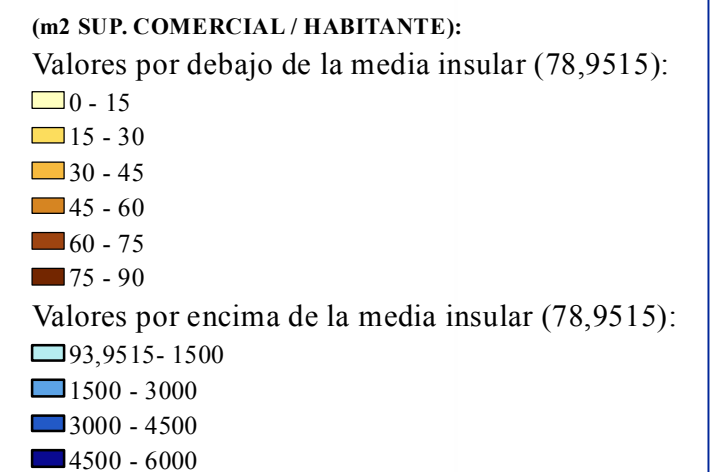 (m2 SUP. COMERCIAL / HABITANTE):
Valores por debajo de la media insular (78,9515):
0 - 15
15 - 30
30 - 45
45 - 60
60 - 75
75 - 90
Valores por encima de la media insular (78,9515):
93,9515- 1500
1500 - 3000
3000 - 4500
4500 - 6000